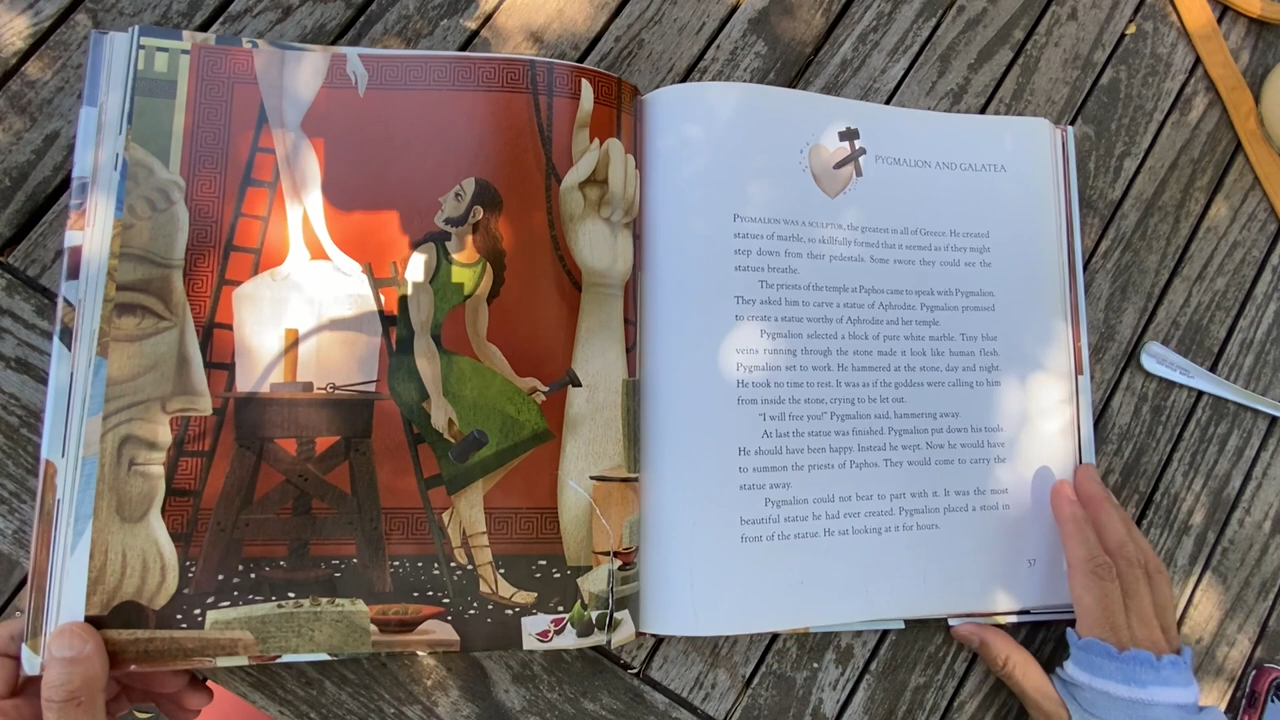 PYGMALION AND GALATEA
PYGMALION WAS A SCULPTOR, the greatest in all of Greece. He created
statues of marble, so skillfully formed that it seemed as if they might
step down from their pedestals. Some swore they could see the
statues breathe.
The priests of the temple at Paphos came to speak with Pygmalion.
They asked him to carve a statue of Aphrodite. Pygmalion promised
to create a statue worthy of Aphrodite and her temple.
Pygmalion selected a block of pure white marble. Tiny blue
veins running through the stone made it look like human flesh.
Pygmalion set to work. He hammered at the stone, day and night.
He took no time to rest. It was as if the goddess were calling to him
from inside the stone, crying to be let out.
"I will free you!" Pygmalion said, hammering away.
At last the statue was finished. Pygmalion put down his tools.
He should have been happy. Instead he wept. Now he would have
to summon the priests of Paphos. They would come to carry the
statue away.
Pygmalion could not bear to part with it. It was the most
beautiful statue he had ever created. Pygmalion placed a stool in
front of the statue. He sat looking at it for hours.
37